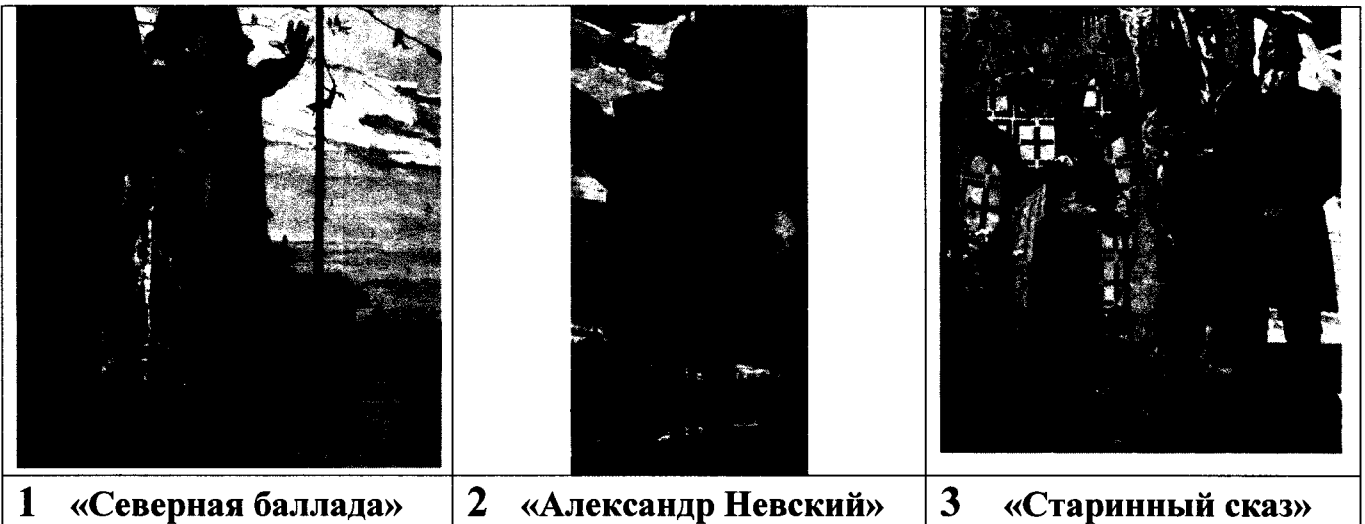 1 «Северная баллада»
2 «Александр Невский»
3 «Старинный сказ»